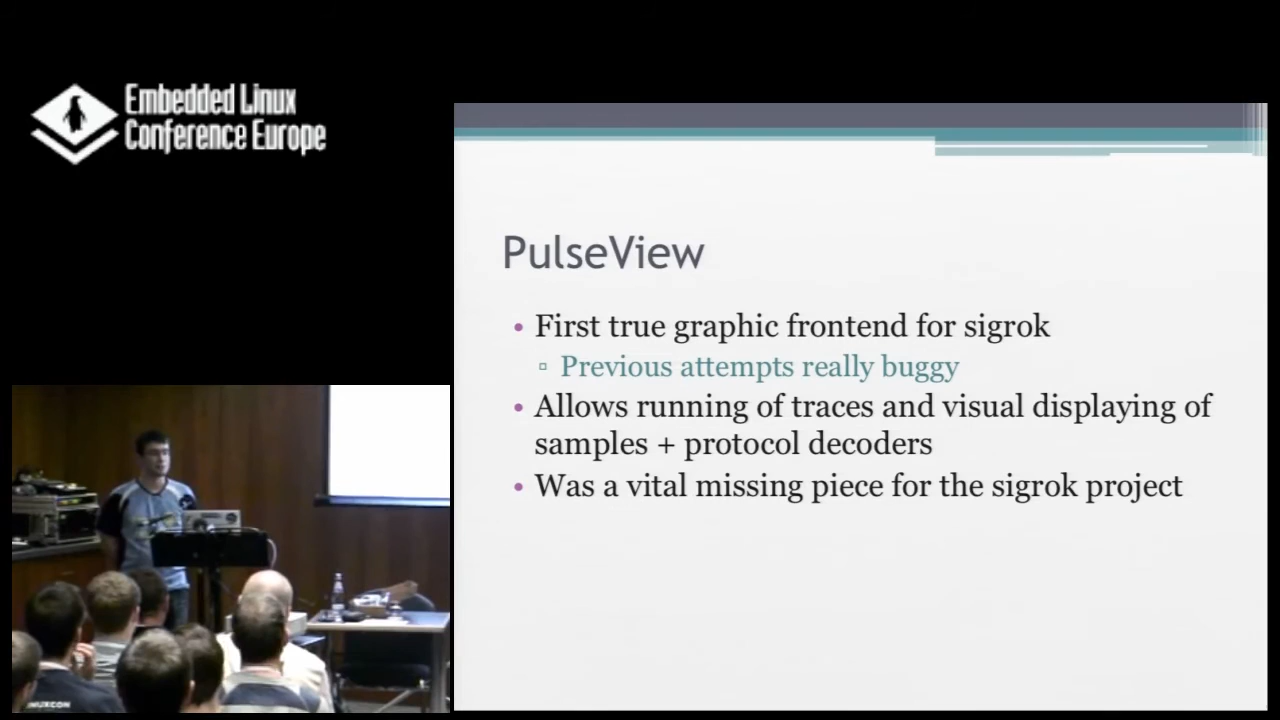 Embedded Linux
Conference Europe
PulseView
• First true graphic frontend for sigrok
▫ Previous attempts really buggy
• Allows running of traces and visual displaying of
samples + protocol decoders
• Was a vital missing piece for the sigrok project
NUXCON